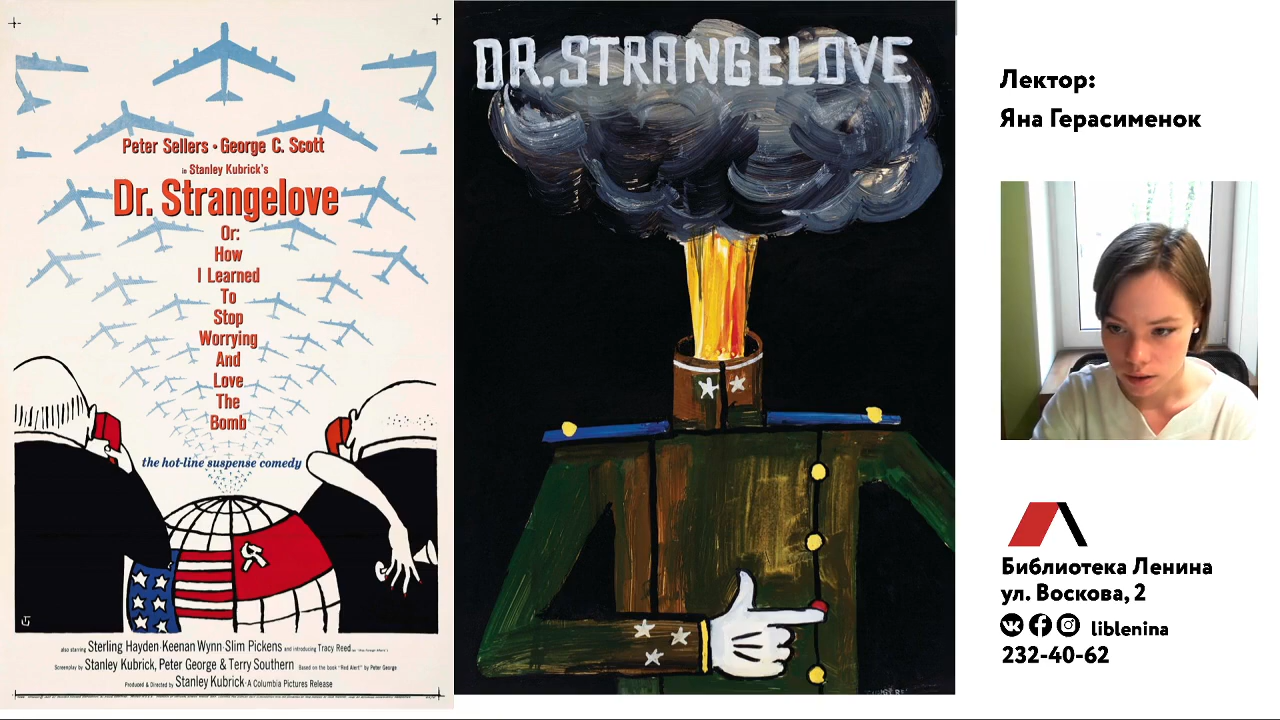 Peter Sellers · George C. Scott
in Stanley Kubrick's
Dr. Strangelove
Or:
How
I Learned
To
Stop
Worrying
And
Love
The
Bomb
the hot-line suspense comedy
also starring Sterling Hayden·Keenan Wynn·Slim Pickens and introducing Tracy Reed
Screenplay by Stanley Kubrick, Peter George & Terry Southern Based on the book "Red Alert" by Peter George
Produced & Directed by Stanley Kubrick·A Columbia Pictures Release
DR.STRANGELOVE
Лектор:
Яна Герасименок
Библиотека Ленина
ул. Воскова, 2
liblenina
232-40-62